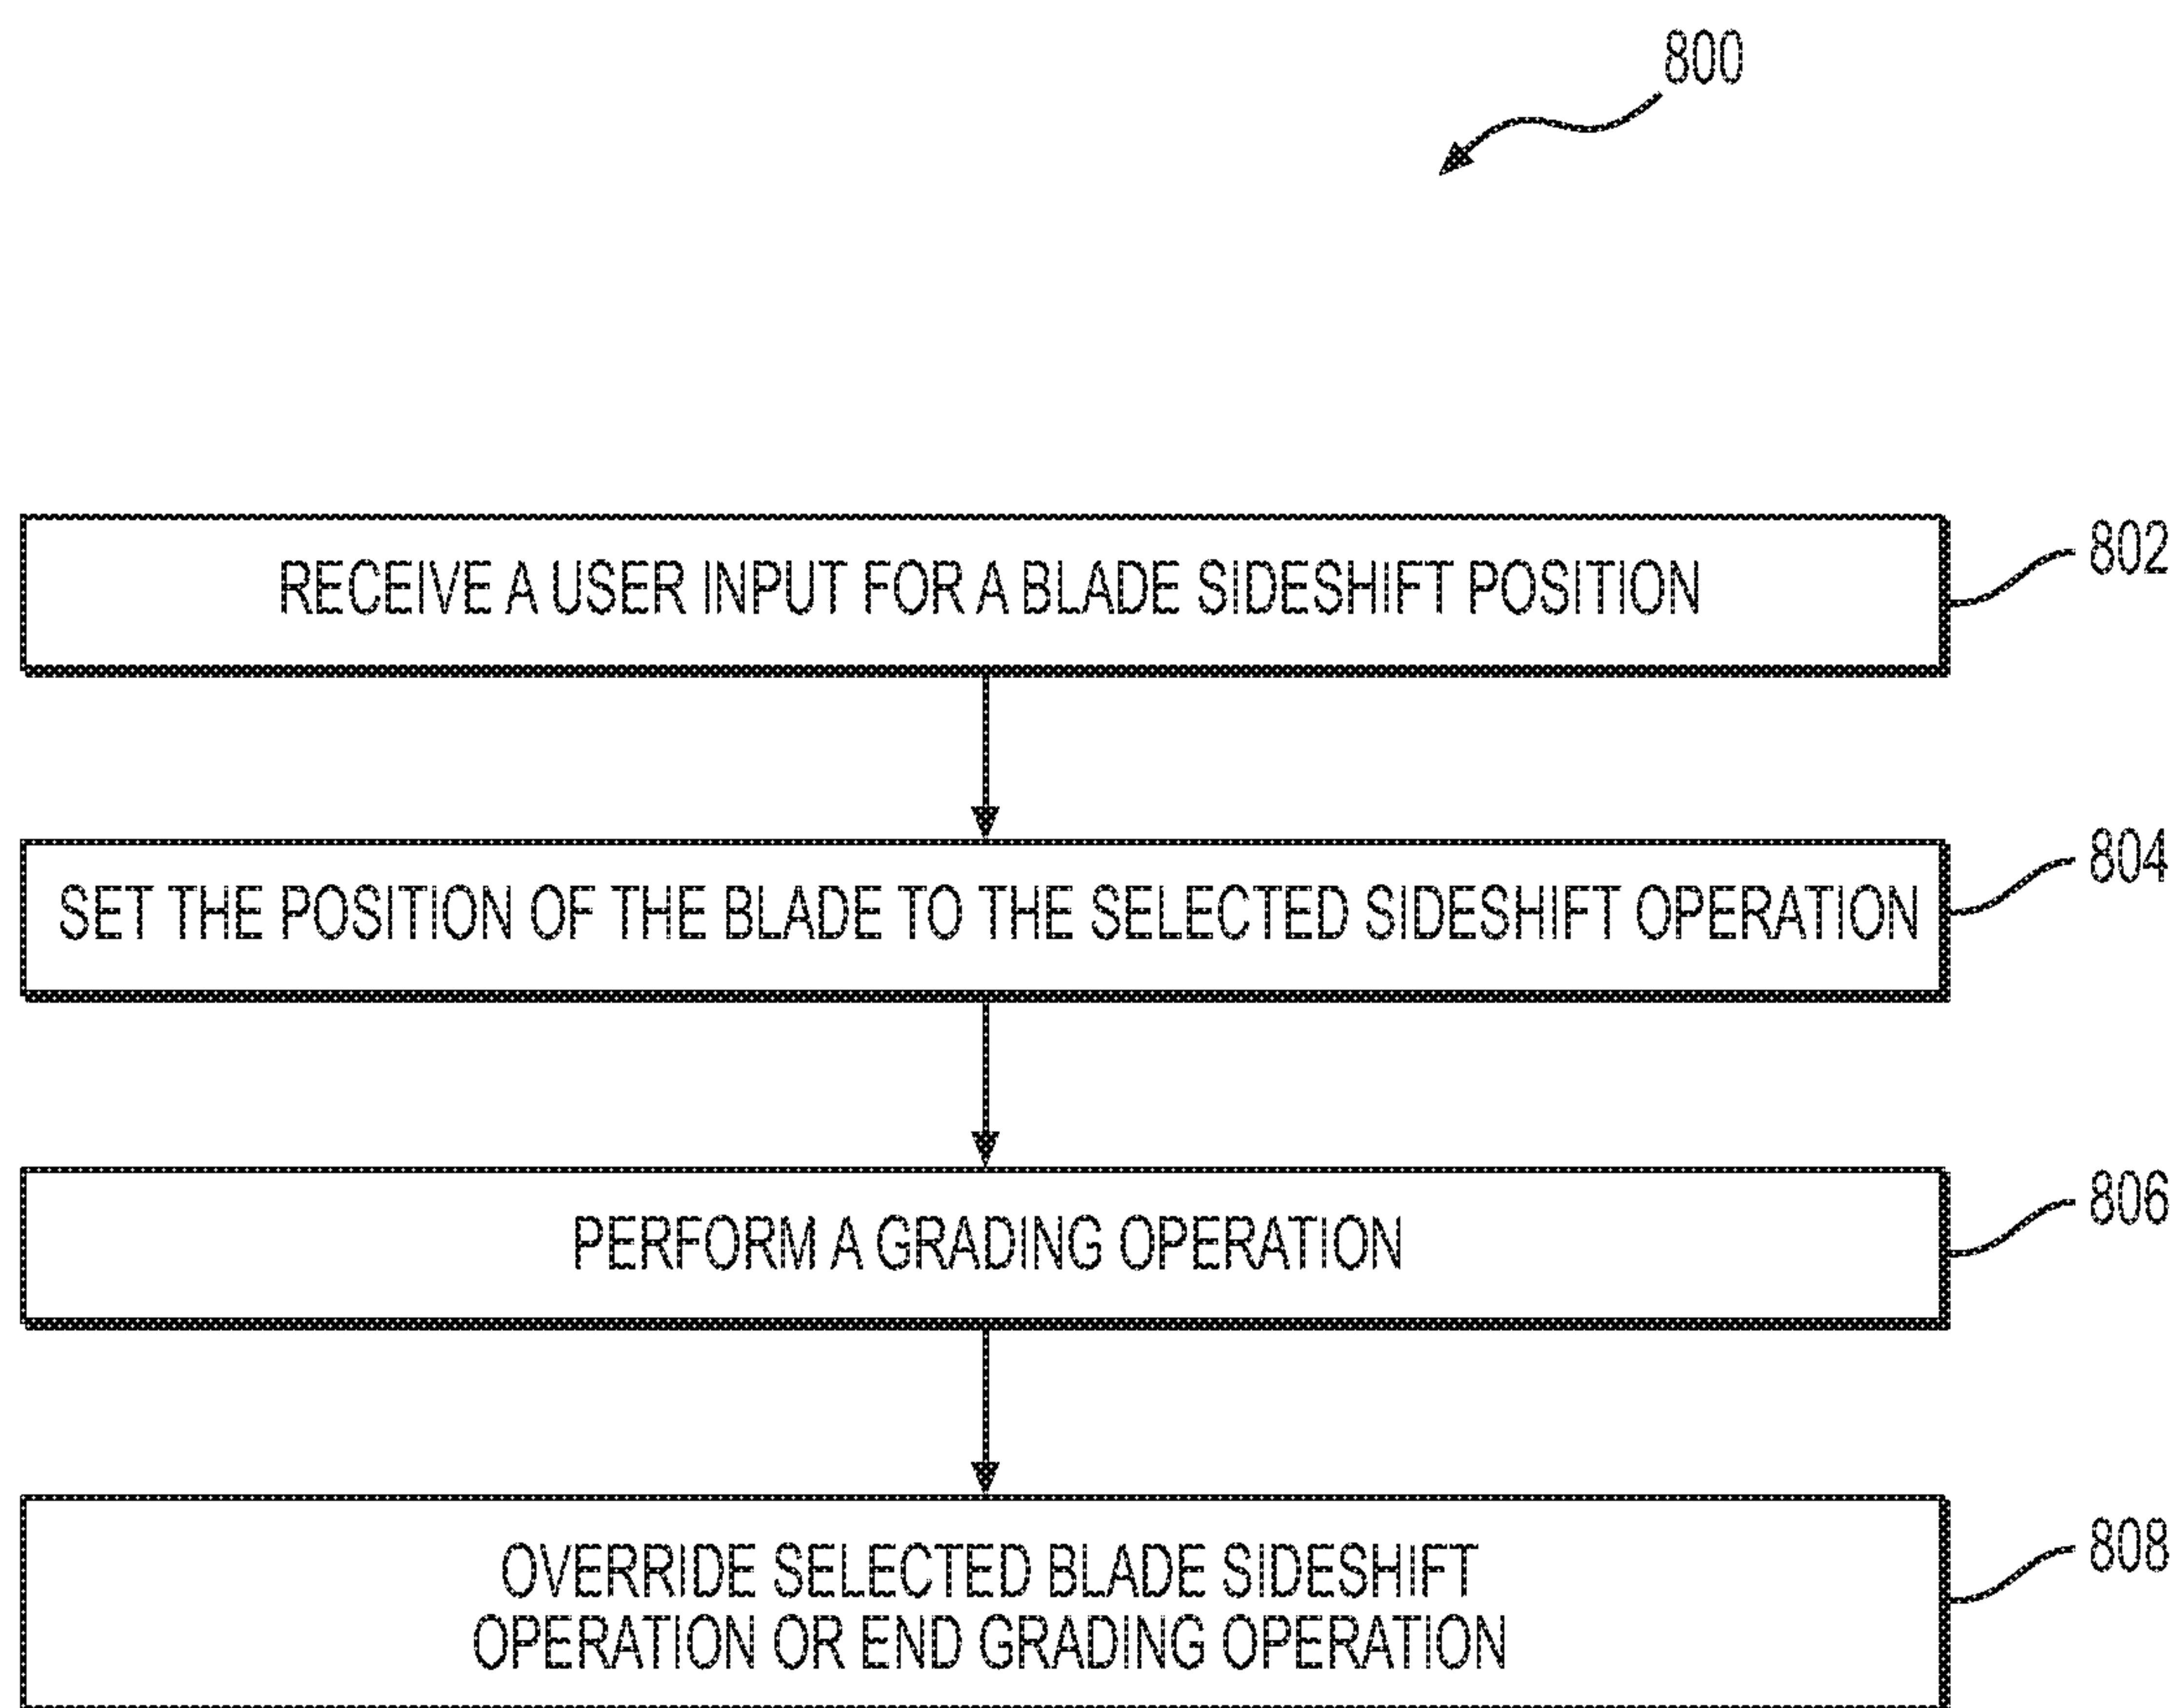 800
RECEIVE A USER INPUT FOR A BLADE SIDESHIFT POSITION
802
SET THE POSITION OF THE BLADE TO THE SELECTED SIDESHIFT OPERATION
804
PERFORM A GRADING OPERATION
806
OVERRIDE SELECTED BLADE SIDESHIFT
OPERATION OR END GRADING OPERATION
808